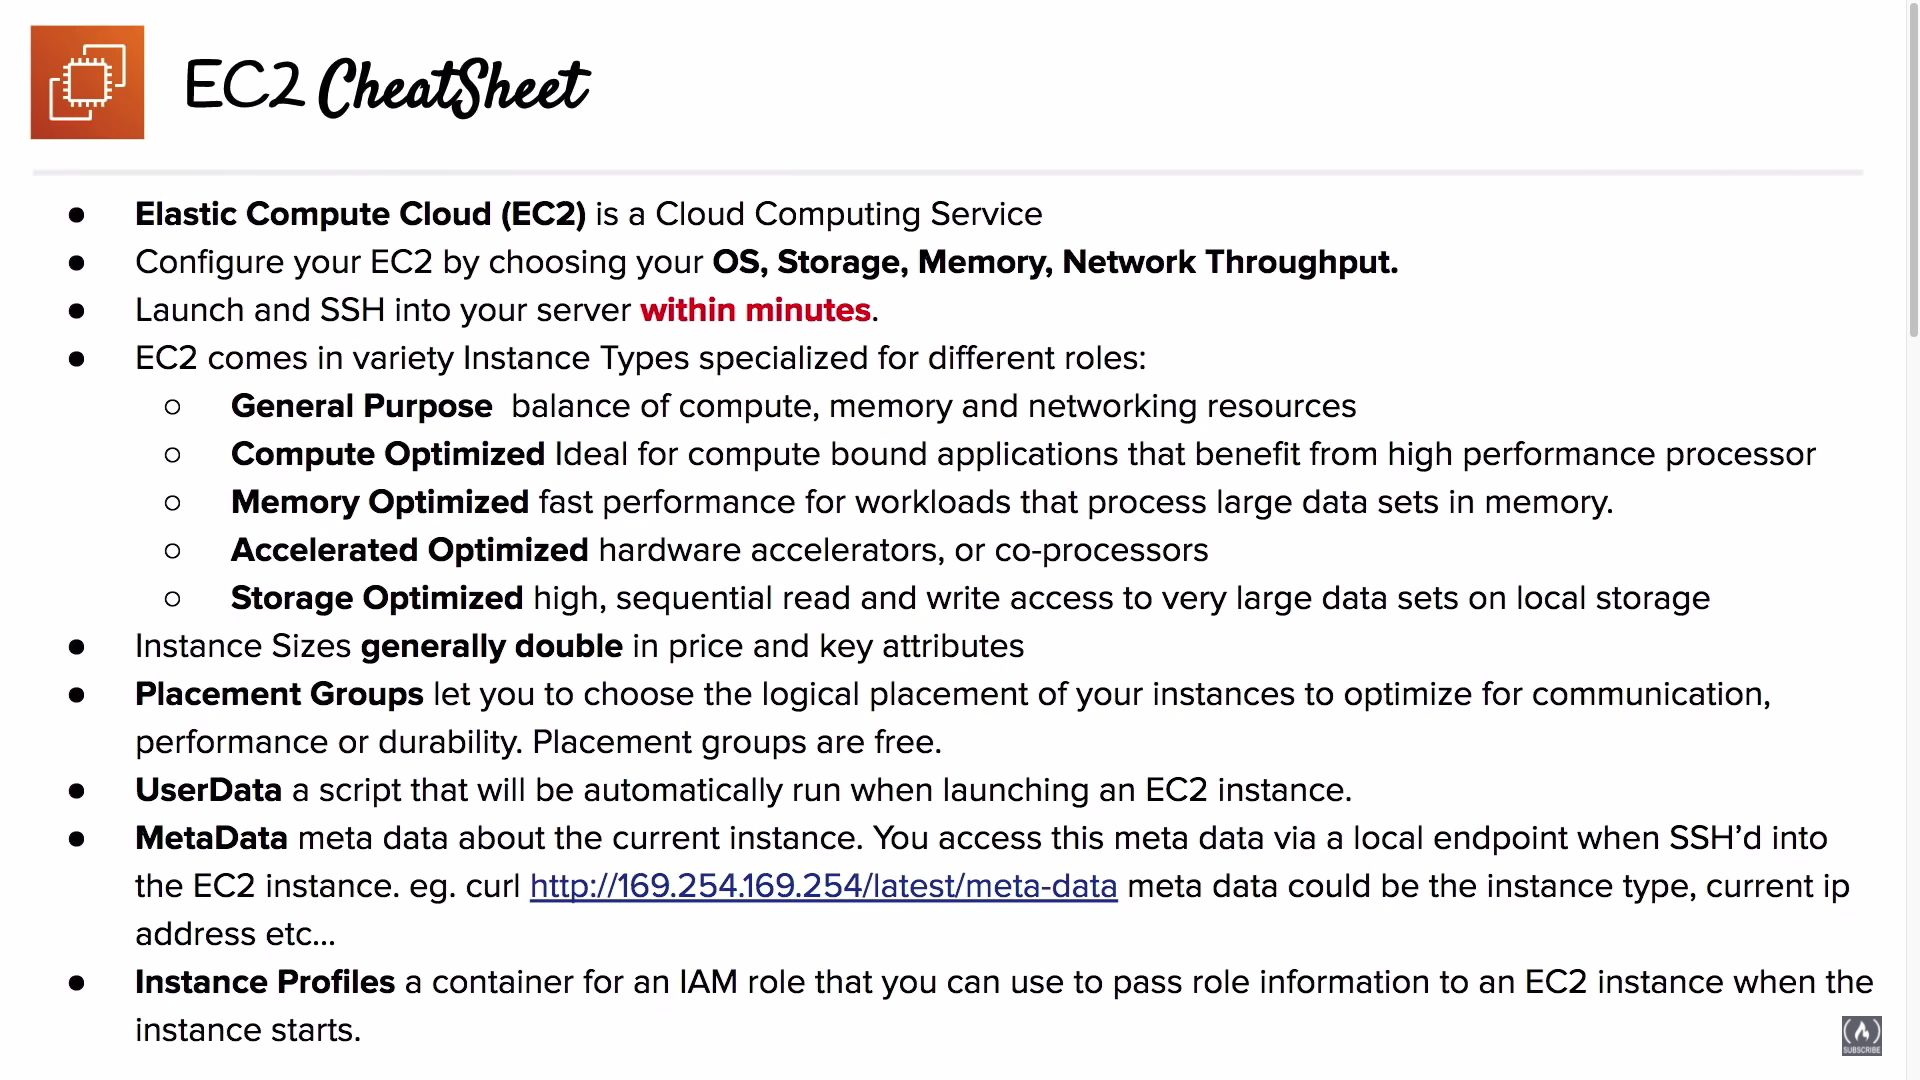 EC2 CheatSheet
● Elastic Compute Cloud (EC2) is a Cloud Computing Service
● Configure your EC2 by choosing your OS, Storage, Memory, Network Throughput.
● Launch and SSH into your server within minutes.
● EC2 comes in variety Instance Types specialized for different roles:
○ General Purpose balance of compute, memory and networking resources
○ Compute Optimized Ideal for compute bound applications that benefit from high performance processor
○ Memory Optimized fast performance for workloads that process large data sets in memory.
○ Accelerated Optimized hardware accelerators, or co-processors
○ Storage Optimized high, sequential read and write access to very large data sets on local storage
● Instance Sizes generally double in price and key attributes
● Placement Groups let you to choose the logical placement of your instances to optimize for communication,
performance or durability. Placement groups are free.
● UserData a script that will be automatically run when launching an EC2 instance.
● MetaData meta data about the current instance. You access this meta data via a local endpoint when SSH’d into
the EC2 instance. eg. curl http://169.254.169.254/latest/meta-data meta data could be the instance type, current ip
address etc…
● Instance Profiles a container for an IAM role that you can use to pass role information to an EC2 instance when the
instance starts.
SUBSCRIBE